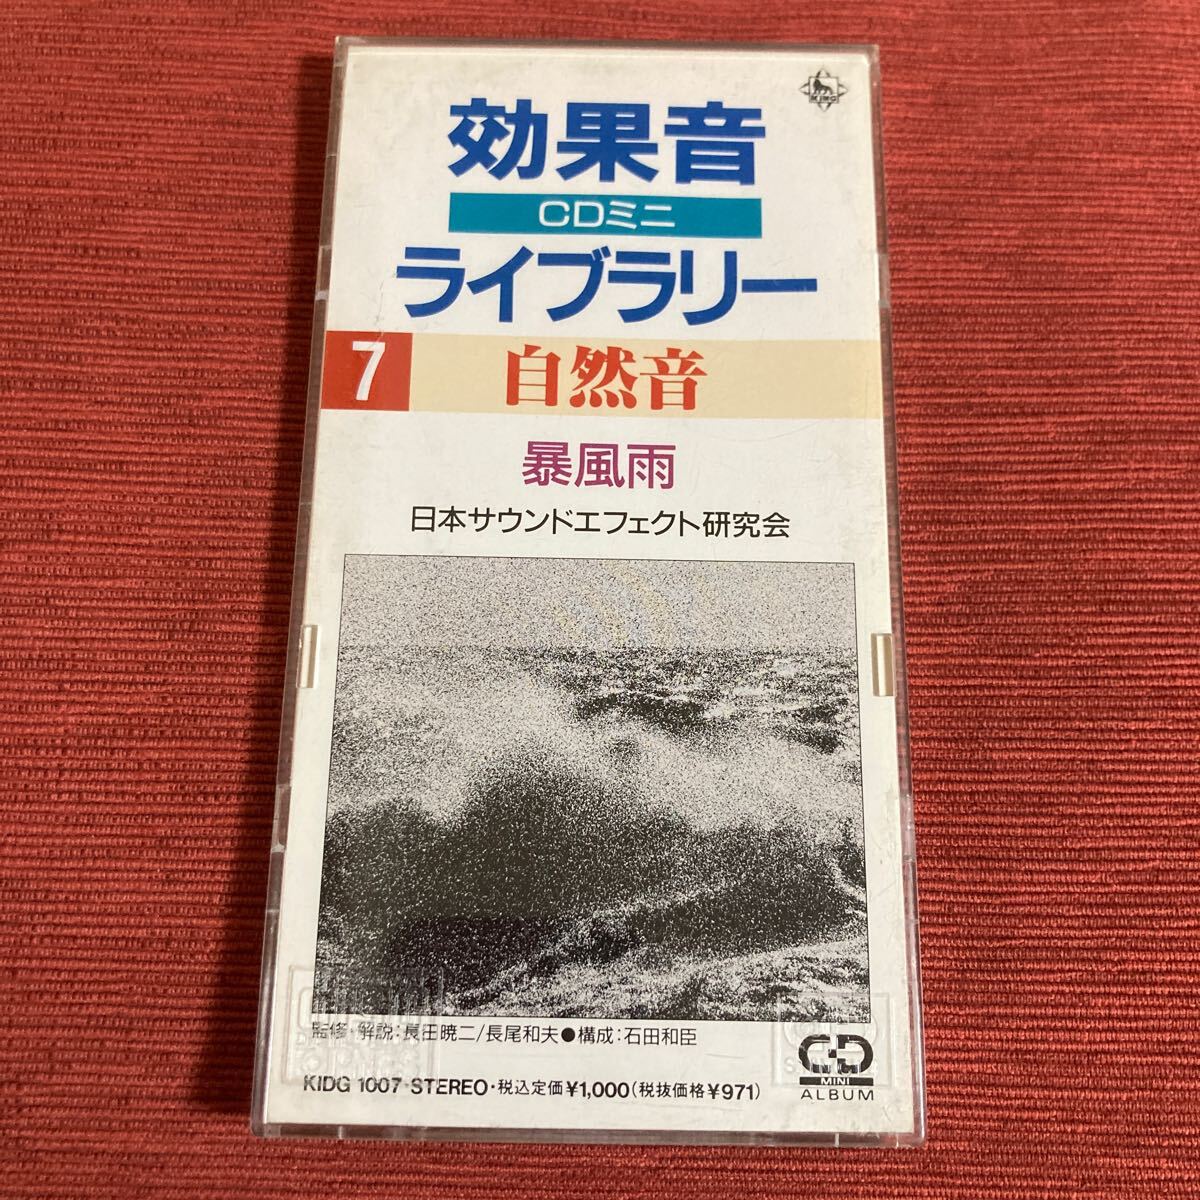 KING
効果音
CDミニ
ライブラリー
7 自然音
暴風雨
日本サウンドエフェクト研究会
監修・解説：長田暁二/長尾和夫●構成：石田和臣
KIDG 1007・STEREO・税込定価¥1,000(税抜価格¥971)
CD
MINI
ALBUM